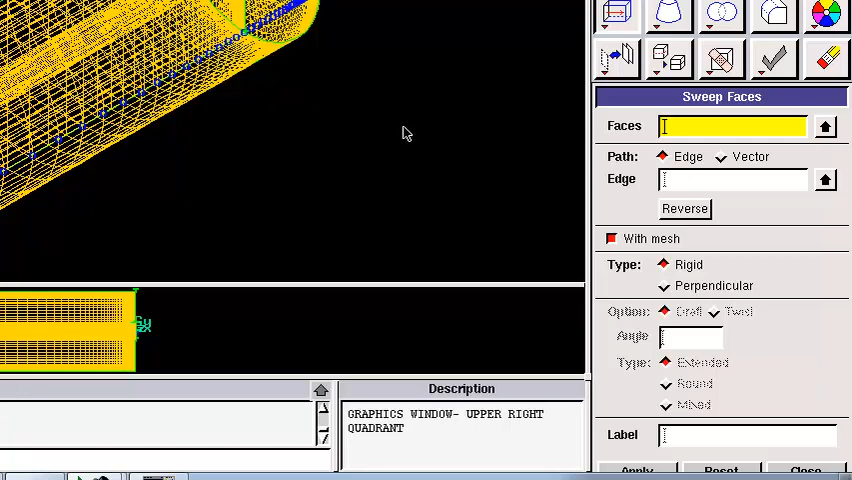 Sweep Faces
Faces
Path: Edge Vector
Edge
Reverse
With mesh
Type: Rigid
Perpendicular
Option: Draft Twist
Angle
Type: Extended
Round
Mixed
Label
Apply Reset Close
Description
GRAPHICS WINDOW- UPPER RIGHT
QUADRANT